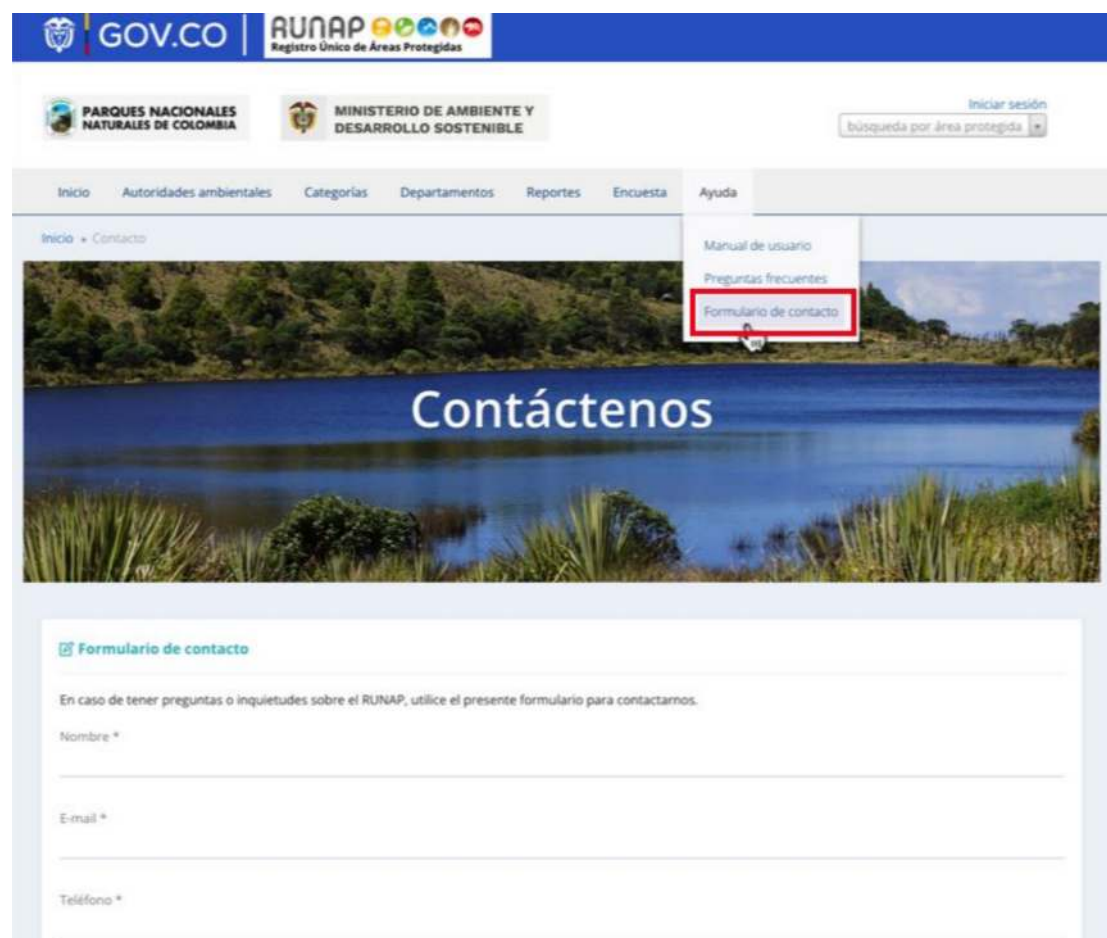 GOV.CO
RUNAP
Registro Único de Áreas Protegidas
PARQUES NACIONALES
NATURALES DE COLOMBIA
MINISTERIO DE AMBIENTE Y
DESARROLLO SOSTENIBLE
Iniciar sesión
búsqueda por área protegida
Inicio Autoridades ambientales Categorías Departamentos Reportes Encuesta Ayuda
Inicio Contacto
Manual de usuario
Preguntas frecuentes
Formulario de contacto
Contáctenos
Formulario de contacto
En caso de tener preguntas o inquietudes sobre el RUNAP, utilice el presente formulario para contactarnos.
Nombre *
E-mail *
Teléfono *